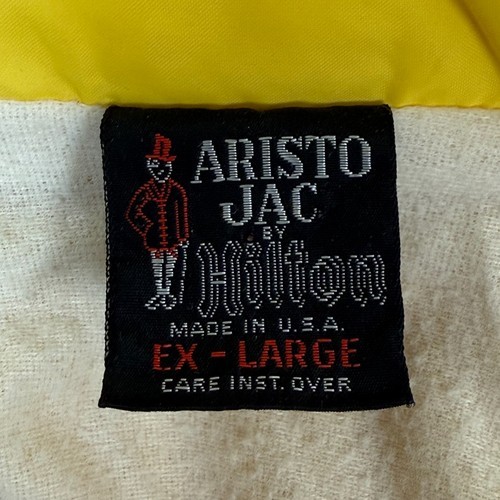 ARISTO
JAC
BY
Hilton
MADE IN U.S.A.
EX-LARGE
CARE INST. OVER